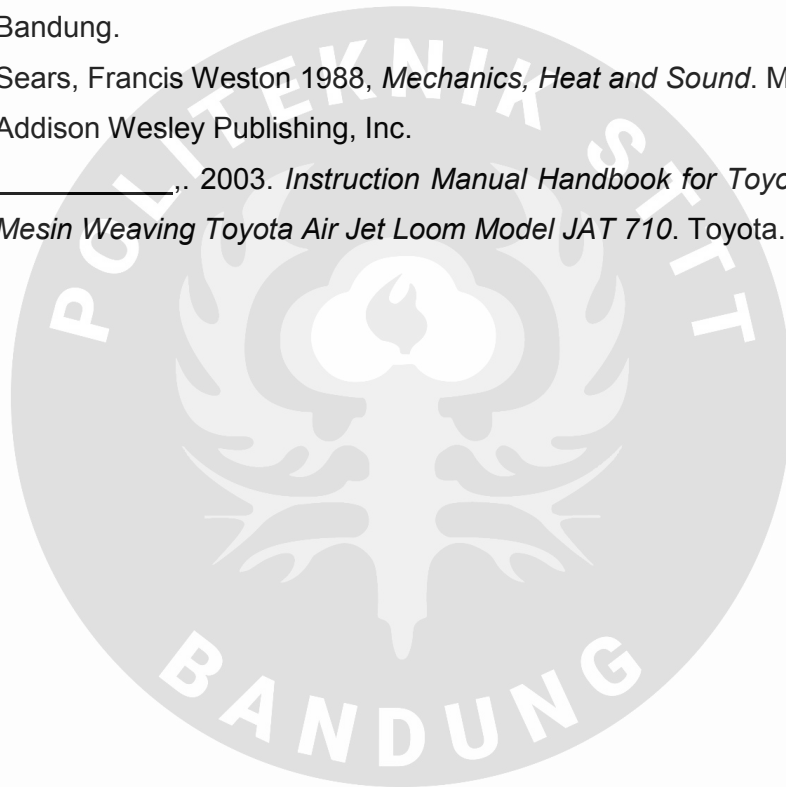 Bandung.
Sears, Francis Weston 1988, Mechanics, Heat and Sound. M
Addison Wesley Publishing, Inc.
__________,. 2003. Instruction Manual Handbook for Toyo
Mesin Weaving Toyota Air Jet Loom Model JAT 710. Toyota.
POLITEKNIK STTT
BANDUNG